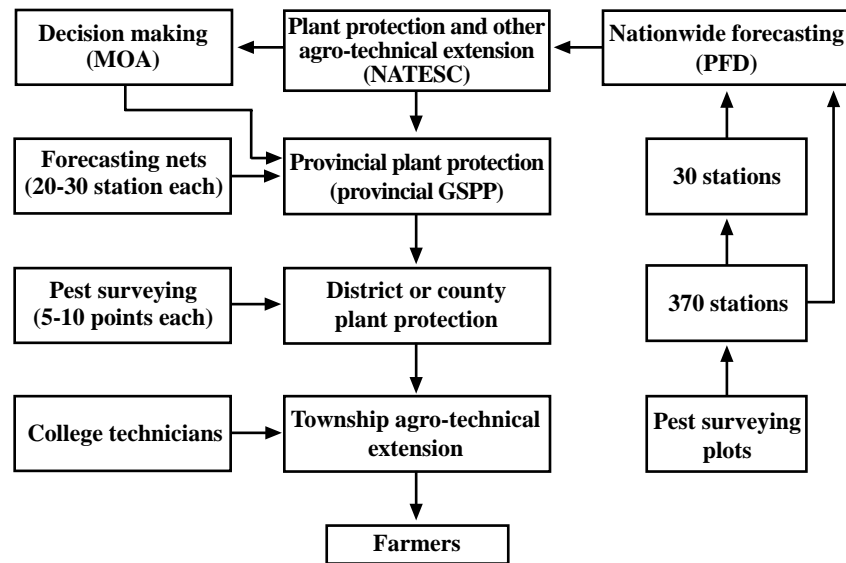 Decision making
(MOA)
Plant protection and other
agro-technical extension
(NATESC)
Nationwide forecasting
(PFD)
Forecasting nets
(20-30 station each)
Provincial plant protection
(provincial GSPP)
30 stations
Pest surveying
(5-10 points each)
District or county
plant protection
370 stations
College technicians
Township agro-technical
extension
Pest surveying
plots
Farmers